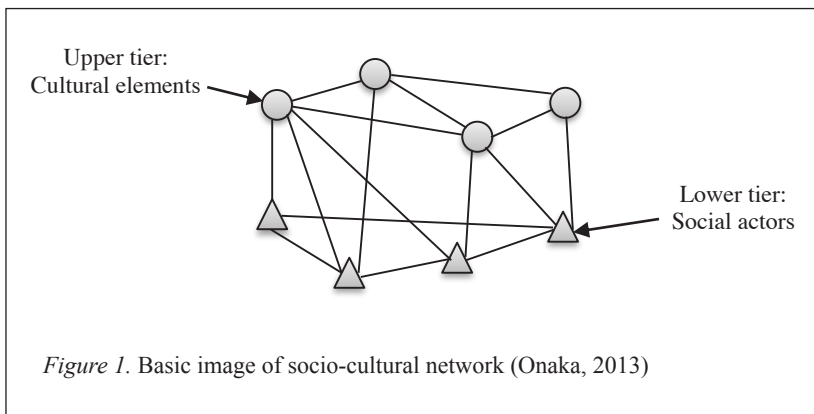 Upper tier:
Cultural elements
Lower tier:
Social actors
Figure 1. Basic image of socio-cultural network (Onaka, 2013)